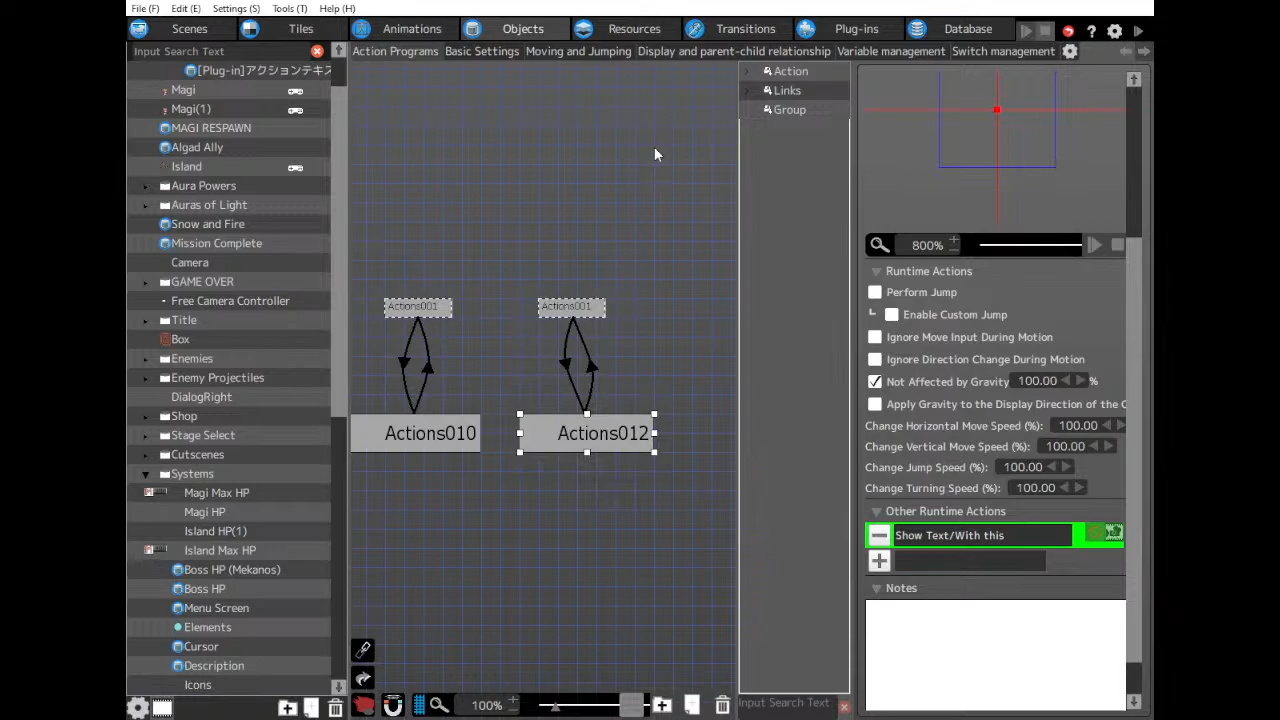 File (F) Edit (E) Settings (S) Tools (T) Help (H)
Scenes Tiles Animations Objects Resources Transitions Plug-ins Database
Input Search Text
Action Programs Basic Settings Moving and Jumping Display and parent-child relationship Variable management Switch management
[Plug-in]アクションテキス
Magi
Magi(1)
MAGI RESPAWN
Algad Ally
Island
Aura Powers
Auras of Light
Snow and Fire
Mission Complete
Camera
GAME OVER
Free Camera Controller
Title
Box
Enemies
Enemy Projectiles
DialogRight
Shop
Stage Select
Cutscenes
Systems
Magi Max HP
Magi HP
Island HP(1)
Island Max HP
Boss HP (Mekanos)
Boss HP
Menu Screen
Elements
Cursor
Description
Icons
Actions001 Actions001
Actions010 Actions012
100%
Action
Links
Group
Input Search Text
800%
Runtime Actions
Perform Jump
Enable Custom Jump
Ignore Move Input During Motion
Ignore Direction Change During Motion
Not Affected by Gravity 100.00 %
Apply Gravity to the Display Direction of the C
Change Horizontal Move Speed (%): 100.00
Change Vertical Move Speed (%): 100.00
Change Jump Speed (%): 100.00
Change Turning Speed (%): 100.00
Other Runtime Actions
Show Text/With this
Notes